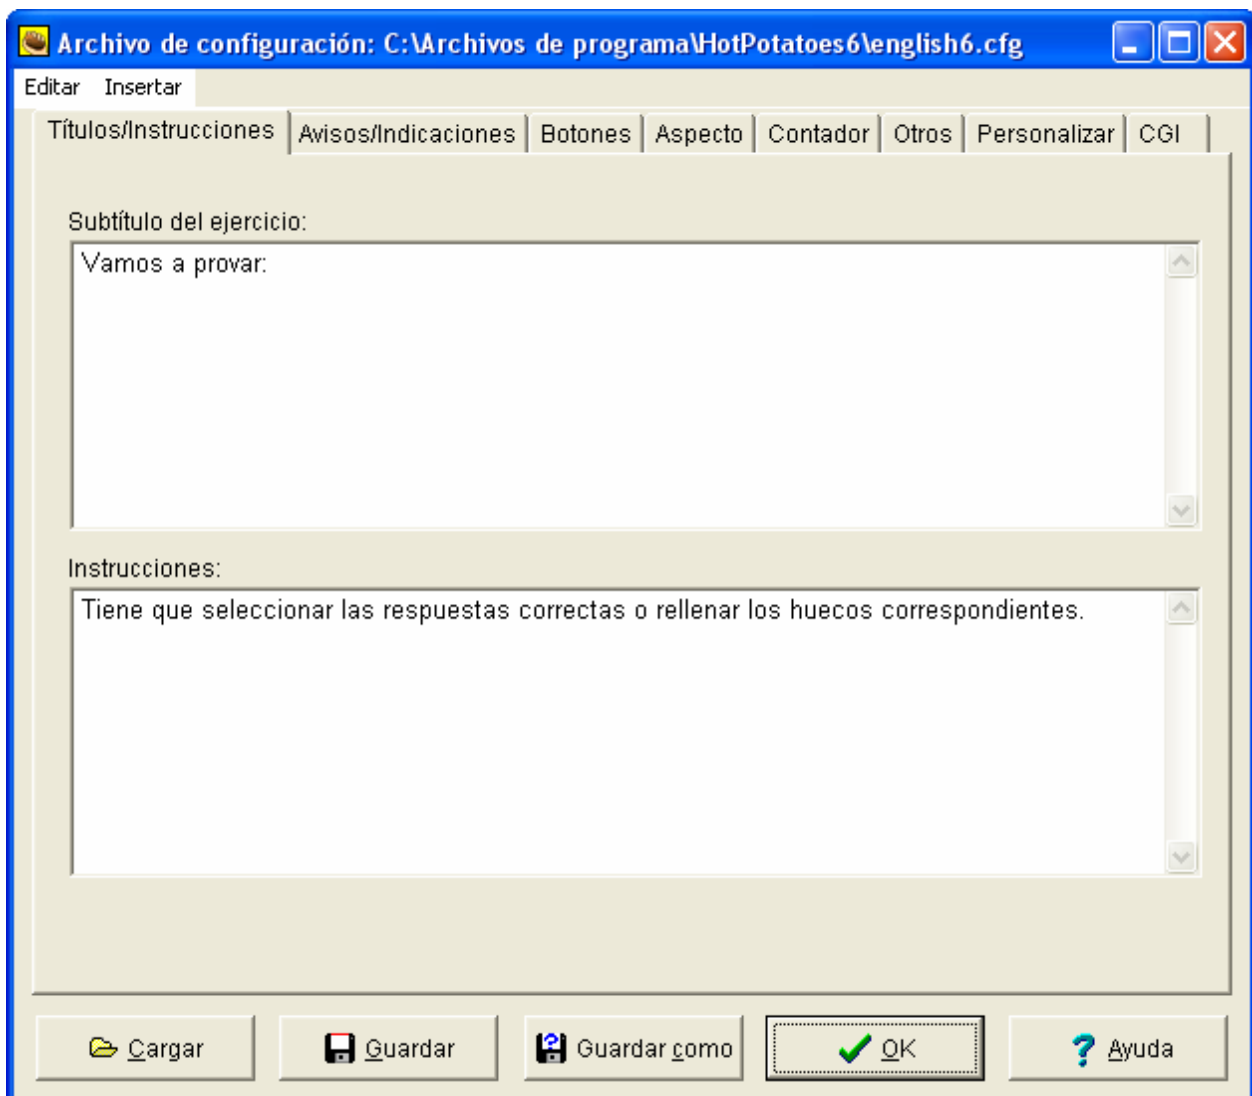 Archivo de configuración: C:\Archivos de programa\HotPotatoes6\english6.cfg
Editar Insertar
Títulos/Instrucciones Avisos/Indicaciones Botones Aspecto Contador Otros Personalizar CGI
Subtítulo del ejercicio:
Vamos a provar:
Instrucciones:
Tiene que seleccionar las respuestas correctas o rellenar los huecos correspondientes.
Cargar Guardar Guardar como OK Ayuda